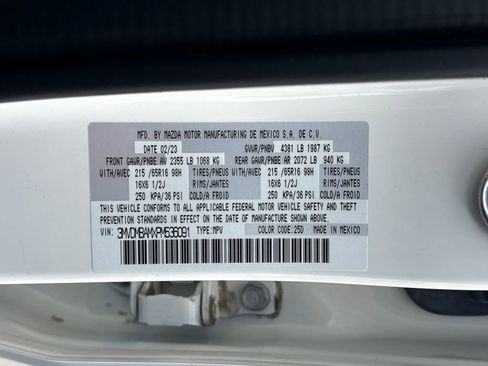 MFD. BY MAZDA MOTOR MANUFACTURING DE MEXICO S.A. DE C.V.
DATE 02/23 GVWR/PNBV 4381 LB 1987 KG
FRONT GAWR/PNBE AV 2355 LB 1068 KG REAR GAWR/PNBE AR 2072 LB 940 KG
WITH/AVEC 215/65R16 98H TIRES/PNEUS WITH/AVEC 215/65R16 98H TIRES/PNEUS
16X6 1/2J RIMS/JANTES 16X6 1/2J RIMS/JANTES
250 KPA/36 PSI COLD/A FROID 250 KPA/36 PSI COLD/A FROID
THIS VEHICLE CONFORMS TO ALL APPLICABLE FEDERAL MOTOR VEHICLE SAFETY AND THEFT
PREVENTION STANDARDS IN EFFECT ON THE DATE OF MANUFACTURE SHOWN ABOVE.
VIN: 3MVDMBAMXPM536091 TYPE:MPV COLOR CODE:25D MADE IN MEXICO